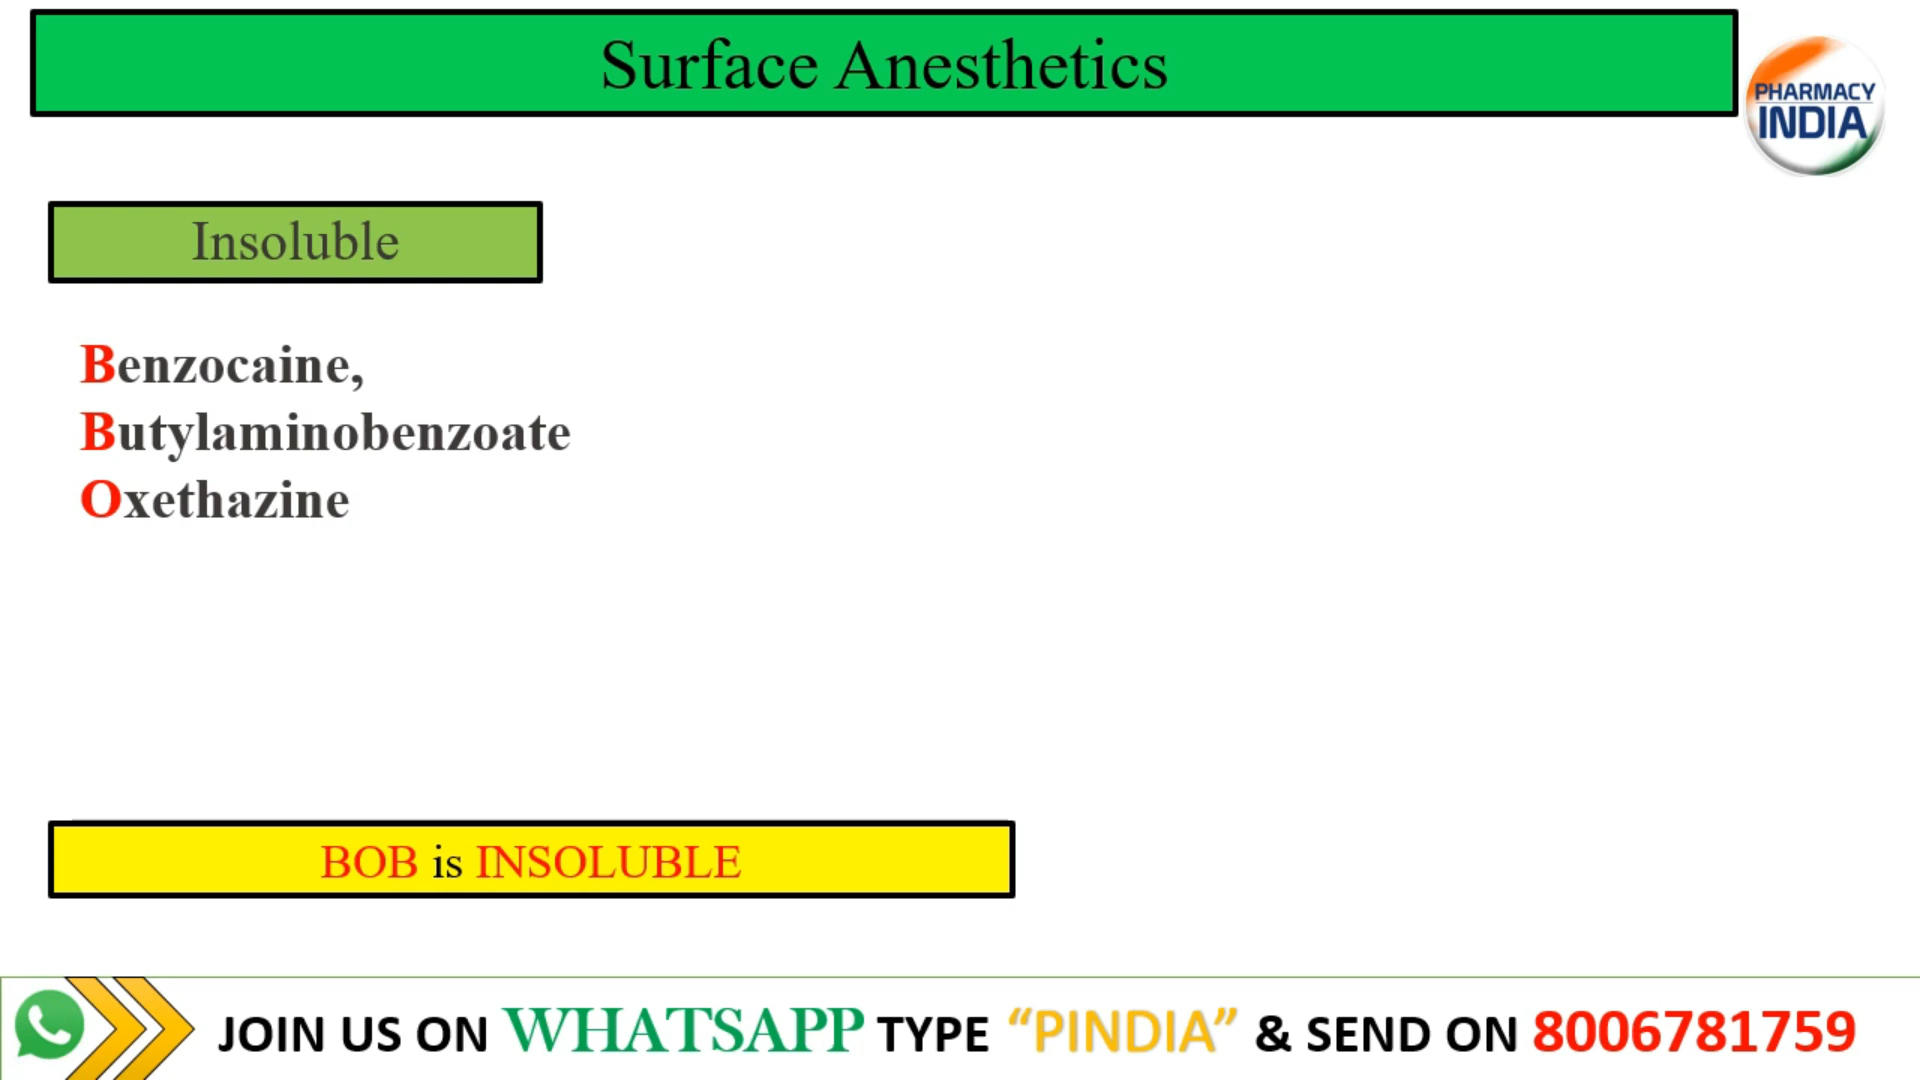 Surface Anesthetics
PHARMACY
INDIA
Insoluble
Benzocaine,
Butylaminobenzoate
Oxethazine
BOB is INSOLUBLE
JOIN US ON WHATSAPP TYPE “PINDIA” & SEND ON 8006781759